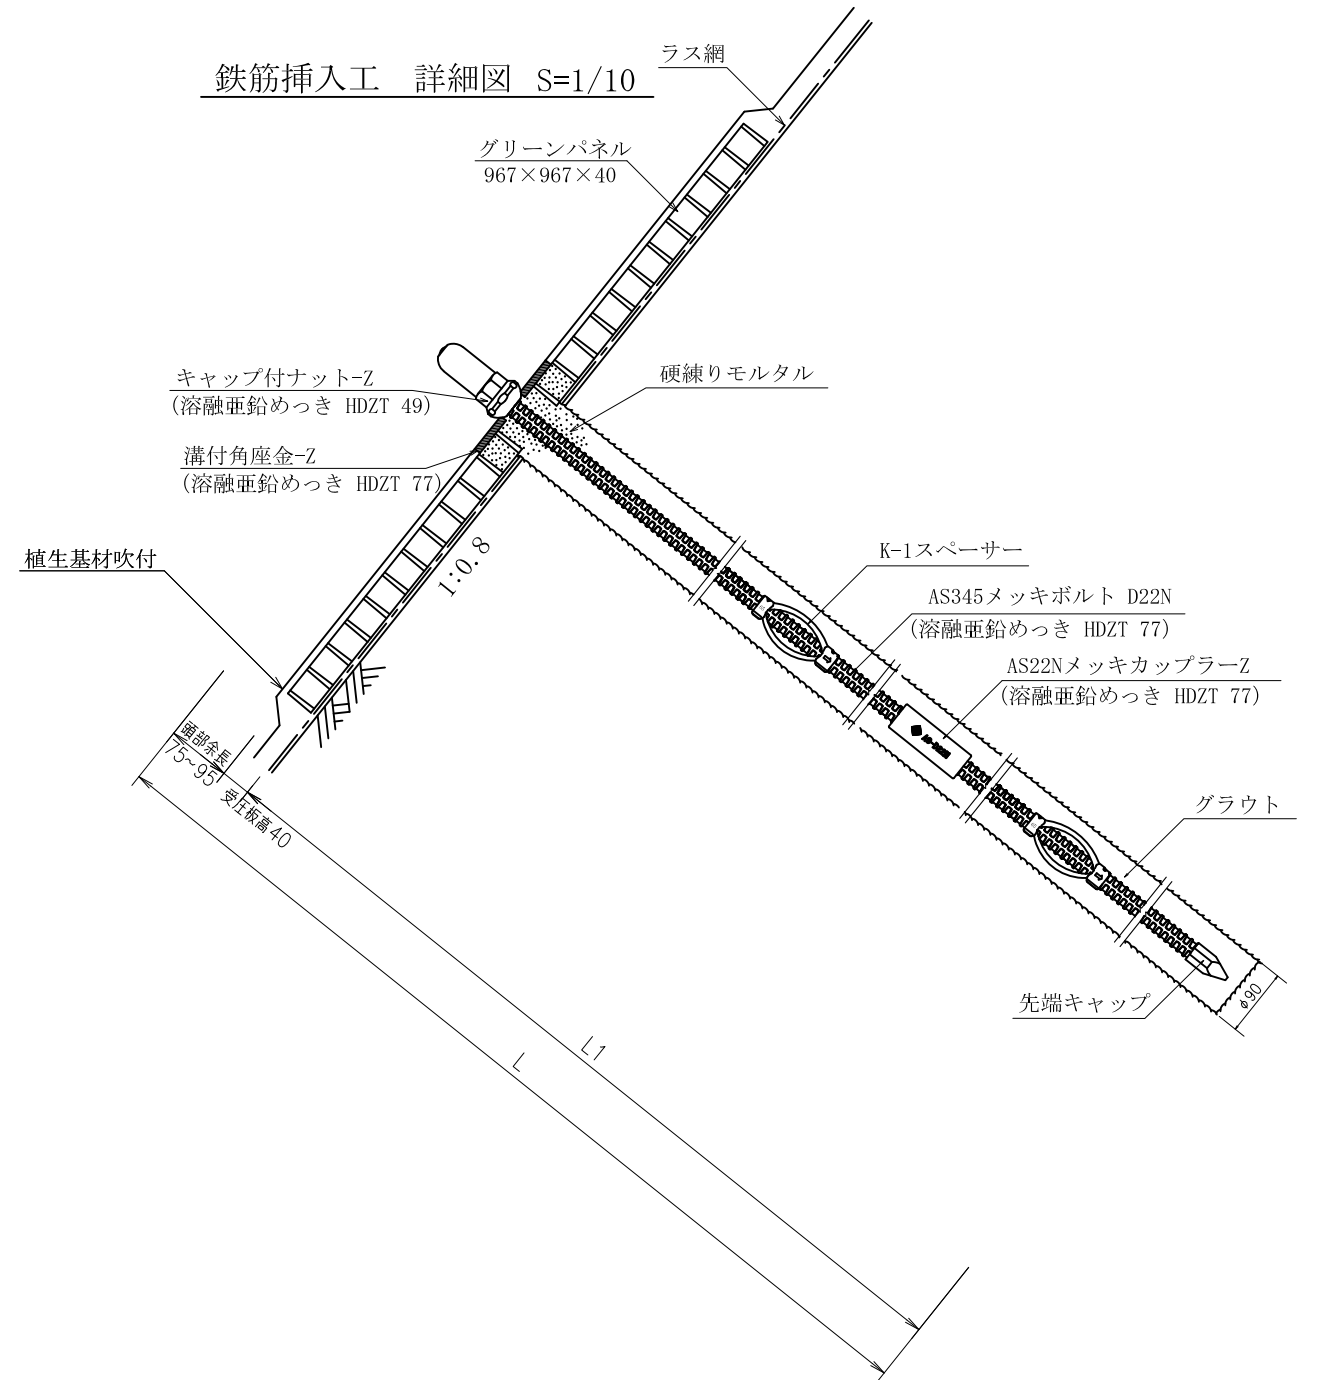 鉄筋挿入工　詳細図 S=1/10
ラス網
グリーンパネル
967×967×40
キャップ付ナット-Z
(溶融亜鉛めっき HDZT 49)
硬練りモルタル
溝付角座金-Z
(溶融亜鉛めっき HDZT 77)
植生基材吹付
1:0.8
K-1スペーサー
AS345メッキボルト D22N
(溶融亜鉛めっき HDZT 77)
AS22NメッキカップラーZ
(溶融亜鉛めっき HDZT 77)
頭部余長
75~95
受圧板高40
グラウト
先端キャップ
φ90
L1
L